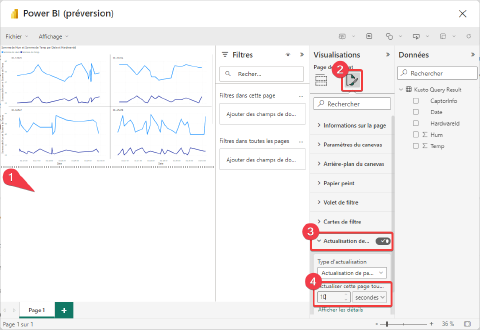 Power BI (préversion)
Fichier
Affichage
Filtres
Recher...
Filtres dans cette page
...
Ajouter des champs de do...
Filtres dans toutes les pages
...
Ajouter des champs de do...
Visualisations
Page de
2
Rechercher
Informations sur la page
Paramètres du canevas
Arrière-plan du canevas
Papier peint
Volet de filtre
Cartes de filtre
3
Actualisation de...
Type d'actualisation
Actualisation de pa...
4
Actualiser cette page tou...
10
secondes
Afficher les détails
Données
Rechercher
Kusto Query Result
CaptorInfo
Date
HardwareId
Hum
Temp
1
Page 1
Page 1 sur 1
36 %